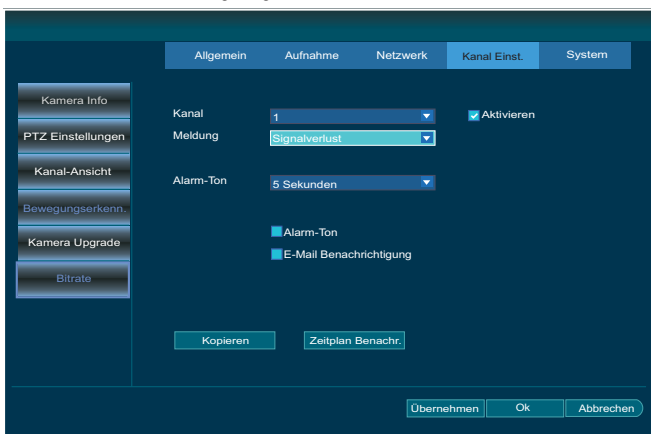 Allgemein Aufnahme Netzwerk Kanal Einst. System
Kamera Info
PTZ Einstellungen
Kanal-Ansicht
Bewegungserkenn.
Kamera Upgrade
Bitrate
Kanal 1 Aktivieren
Meldung Signalverlust
Alarm-Ton 5 Sekunden
Alarm-Ton
E-Mail Benachrichtigung
Kopieren Zeitplan Benachr.
Übernehmen Ok Abbrechen